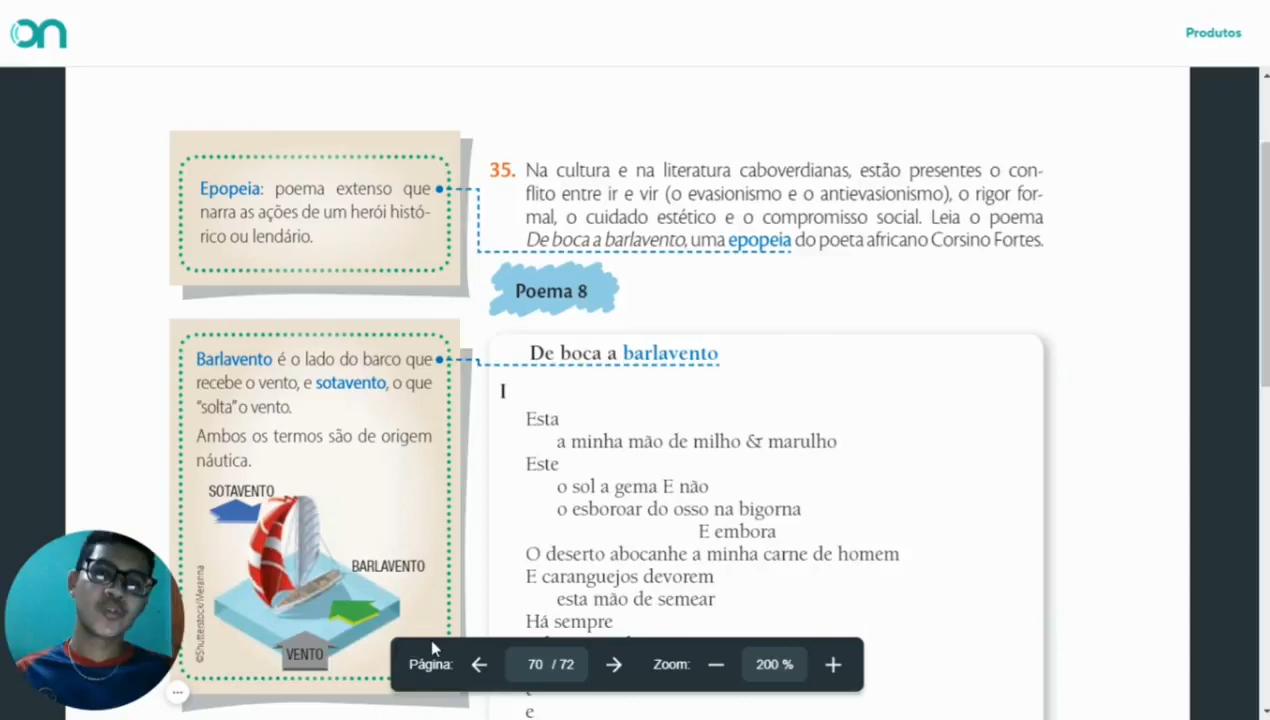 on
Produtos
Epopeia: poema extenso que
narra as ações de um herói histó-
rico ou lendário.
35. Na cultura e na literatura caboverdianas, estão presentes o con-
flito entre ir e vir (o evasionismo e o antievasionismo), o rigor for-
mal, o cuidado estético e o compromisso social. Leia o poema
De boca a barlavento, uma epopeia do poeta africano Corsino Fortes.
Poema 8
Barlavento é o lado do barco que
recebe o vento, e sotavento, o que
"solta" o vento.
Ambos os termos são de origem
náutica.
SOTAVENTO
BARLAVENTO
VENTO
©Shutterstock/Meranna
De boca a barlavento
I
Esta
a minha mão de milho & marulho
Este
o sol a gema E não
o esboroar do osso na bigorna
E embora
O deserto abocanhe a minha carne de homem
E caranguejos devorem
esta mão de semear
Há sempre
e
Página: 70 / 72 Zoom: 200 %